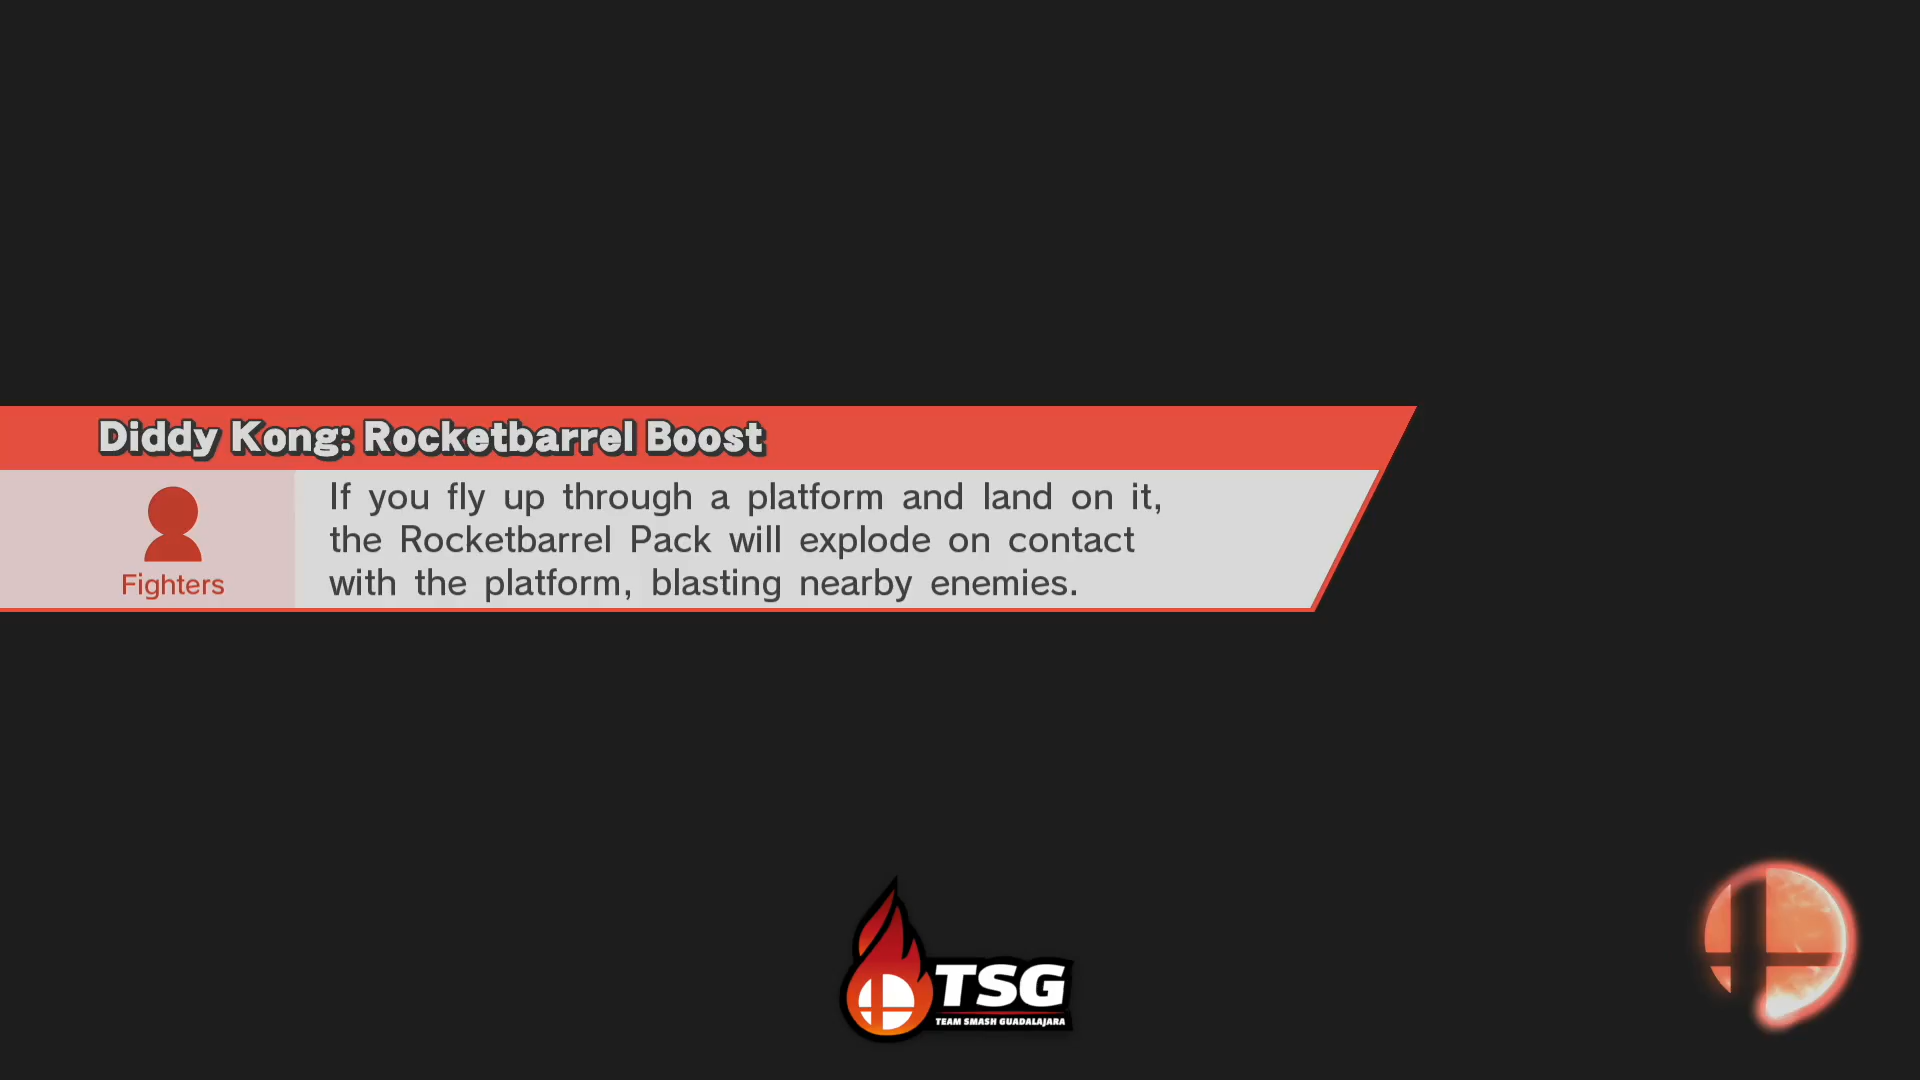 Diddy Kong: Rocketbarrel Boost
If you fly up through a platform and land on it,
the Rocketbarrel Pack will explode on contact
with the platform, blasting nearby enemies.
Fighters
TSG
TEAM SMASH GUADALAJARA